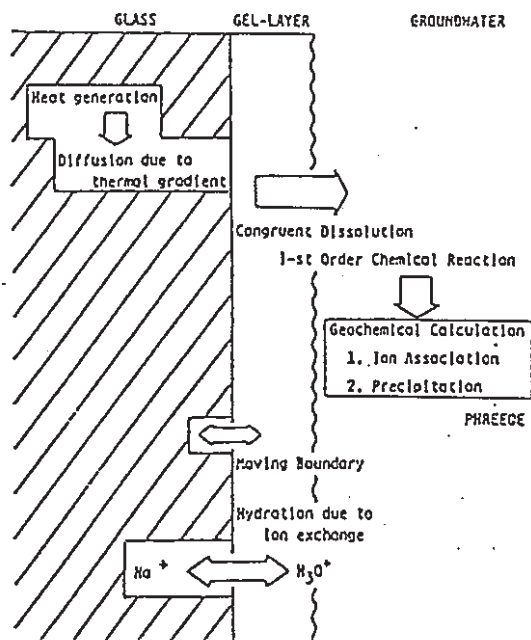 GLASS GEL-LAYER GROUNDWATER
Heat generation
Diffusion due to
thermal gradient
Congruent Dissolution
1-st Order Chemical Reaction
Geochemical Calculation
1. Ion Association
2. Precipitation
PHREEGE
Moving Boundary
Hydration due to
ion exchange
Na⁺ H₃O⁺